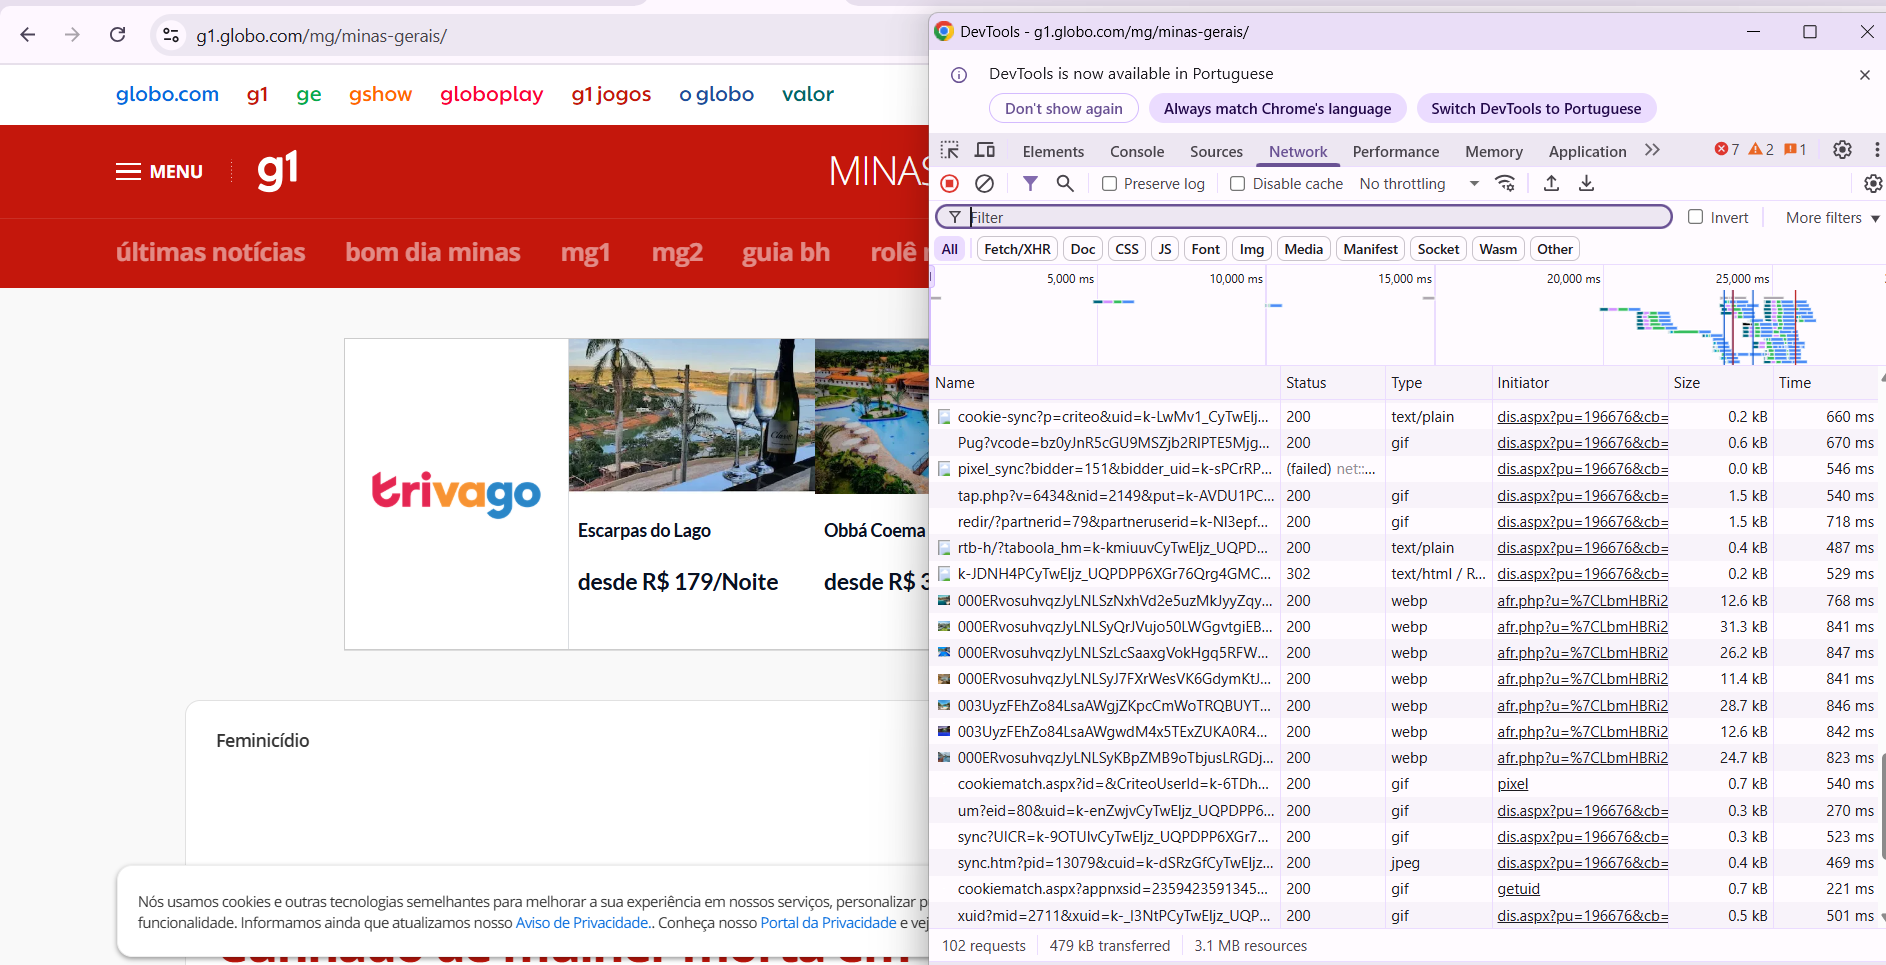 g1.globo.com/mg/minas-gerais/
globo.com g1 ge gshow globoplay g1 jogos o globo valor
MENU g1 MINAS
últimas notícias bom dia minas mg1 mg2 guia bh rolê
trivago
Escarpas do Lago Obbá Coema
desde R$ 179/Noite desde R$ 3
Feminicídio
Nós usamos cookies e outras tecnologias semelhantes para melhorar a sua experiência em nossos serviços, personalizar p
funcionalidade. Informamos ainda que atualizamos nosso Aviso de Privacidade.. Conheça nosso Portal da Privacidade e vej
DevTools - g1.globo.com/mg/minas-gerais/
DevTools is now available in Portuguese
Don't show again Always match Chrome's language Switch DevTools to Portuguese
Elements Console Sources Network Performance Memory Application 7 2 1
Preserve log Disable cache No throttling
Filter Invert More filters
All Fetch/XHR Doc CSS JS Font Img Media Manifest Socket Wasm Other
5,000 ms 10,000 ms 15,000 ms 20,000 ms 25,000 ms
Name Status Type Initiator Size Time
cookie-sync?p=criteo&uid=k-LwMv1_CyTwEIjz... 200 text/plain dis.aspx?pu=196676&cb= 0.2 kB 660 ms
Pug?vcode=bz0yJnR5cGU9MSZjb2RlPTE5Mjg... 200 gif dis.aspx?pu=196676&cb= 0.6 kB 670 ms
pixel_sync?bidder=151&bidder_uid=k-sPCrRP... (failed) net::... dis.aspx?pu=196676&cb= 0.0 kB 546 ms
tap.php?v=6434&nid=2149&put=k-AVDU1PC... 200 gif dis.aspx?pu=196676&cb= 1.5 kB 540 ms
redir/?partnerid=79&partneruserid=k-NI3epf... 200 gif dis.aspx?pu=196676&cb= 1.5 kB 718 ms
rtb-h/?taboola_hm=k-kmiuuvCyTwEIjz_UQPD... 200 text/plain dis.aspx?pu=196676&cb= 0.4 kB 487 ms
k-JDNH4PCyTwEIjz_UQPDPP6XGr76Qrg4GMC... 302 text/html / R... dis.aspx?pu=196676&cb= 0.2 kB 529 ms
000ERvosuhvqzJyLNLSzNxhVd2e5uzMkJyyZqy... 200 webp afr.php?u=%7CLbmHBRi2 12.6 kB 768 ms
000ERvosuhvqzJyLNLSyQrJVujo50LWGgvtgiEB... 200 webp afr.php?u=%7CLbmHBRi2 31.3 kB 841 ms
000ERvosuhvqzJyLNLSzLcSaaxgVokHgq5RFW... 200 webp afr.php?u=%7CLbmHBRi2 26.2 kB 847 ms
000ERvosuhvqzJyLNLSyJ7FXrWesVK6GdymKtJ... 200 webp afr.php?u=%7CLbmHBRi2 11.4 kB 841 ms
003UyzFEhZo84LsaAWgjZKpcCmWoTRQBUYT... 200 webp afr.php?u=%7CLbmHBRi2 28.7 kB 846 ms
003UyzFEhZo84LsaAWgwdM4x5TExZUKA0R4... 200 webp afr.php?u=%7CLbmHBRi2 12.6 kB 842 ms
000ERvosuhvqzJyLNLSyKBpZMB9oTbjusLRGDj... 200 webp afr.php?u=%7CLbmHBRi2 24.7 kB 823 ms
cookiematch.aspx?id=&CriteoUserId=k-6TDh... 200 gif pixel 0.7 kB 540 ms
um?eid=80&uid=k-enZwjvCyTwEIjz_UQPDPP6... 200 gif dis.aspx?pu=196676&cb= 0.3 kB 270 ms
sync?UICR=k-9OTUIvCyTwEIjz_UQPDPP6XGr7... 200 gif dis.aspx?pu=196676&cb= 0.3 kB 523 ms
sync.htm?pid=13079&cuid=k-dSRzGfCyTwEIjz... 200 jpeg dis.aspx?pu=196676&cb= 0.4 kB 469 ms
cookiematch.aspx?appnxsid=2359423591345... 200 gif getuid 0.7 kB 221 ms
xuid?mid=2711&xuid=k-_I3NtPCyTwEIjz_UQP... 200 gif dis.aspx?pu=196676&cb= 0.5 kB 501 ms
102 requests 479 kB transferred 3.1 MB resources